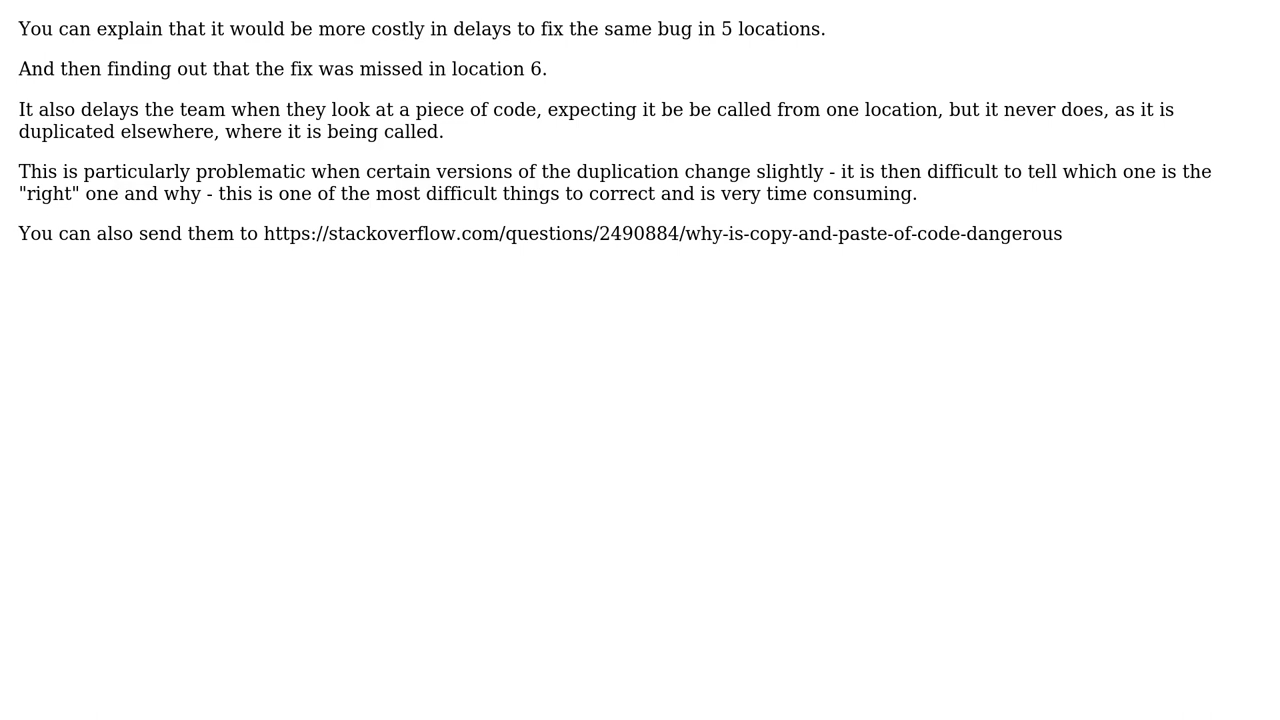 You can explain that it would be more costly in delays to fix the same bug in 5 locations.
And then finding out that the fix was missed in location 6.
It also delays the team when they look at a piece of code, expecting it be be called from one location, but it never does, as it is
duplicated elsewhere, where it is being called.
This is particularly problematic when certain versions of the duplication change slightly - it is then difficult to tell which one is the
"right" one and why - this is one of the most difficult things to correct and is very time consuming.
You can also send them to https://stackoverflow.com/questions/2490884/why-is-copy-and-paste-of-code-dangerous